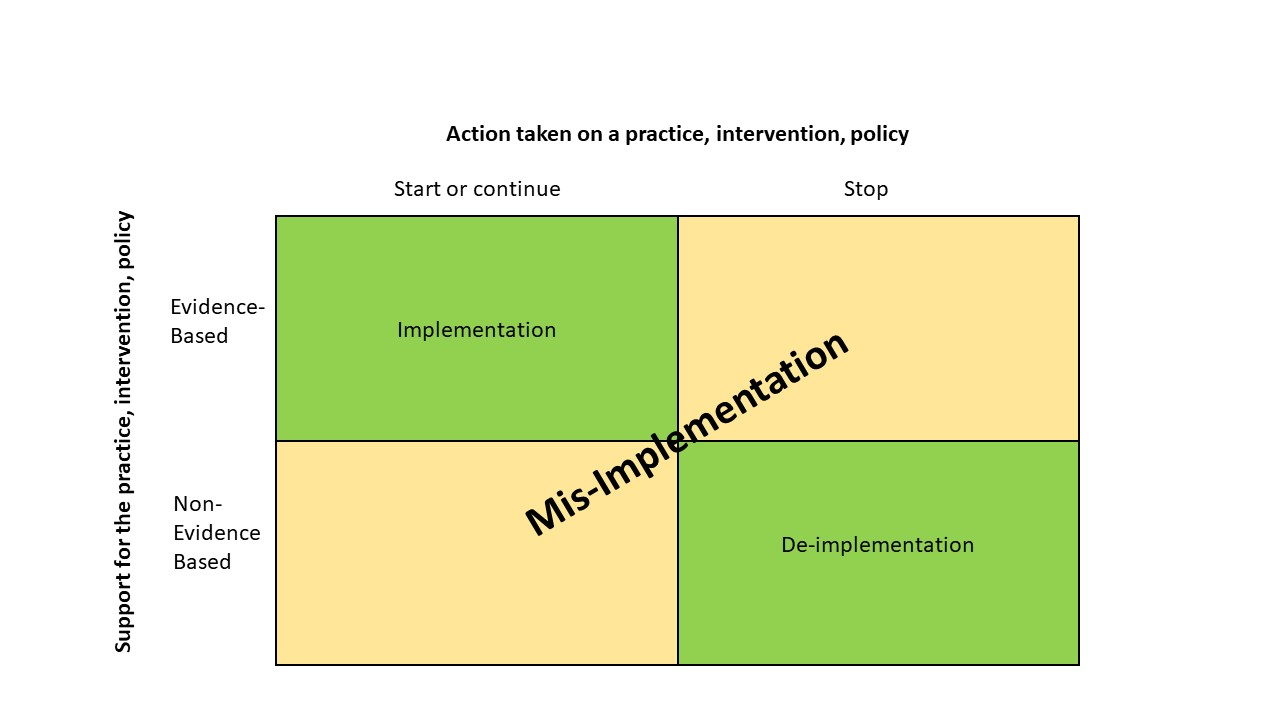 Action taken on a practice, intervention, policy
Start or continue
Stop
Support for the practice, intervention, policy
Evidence-
Based
Implementation
Mis-Implementation
Non-
Evidence
Based
De-implementation